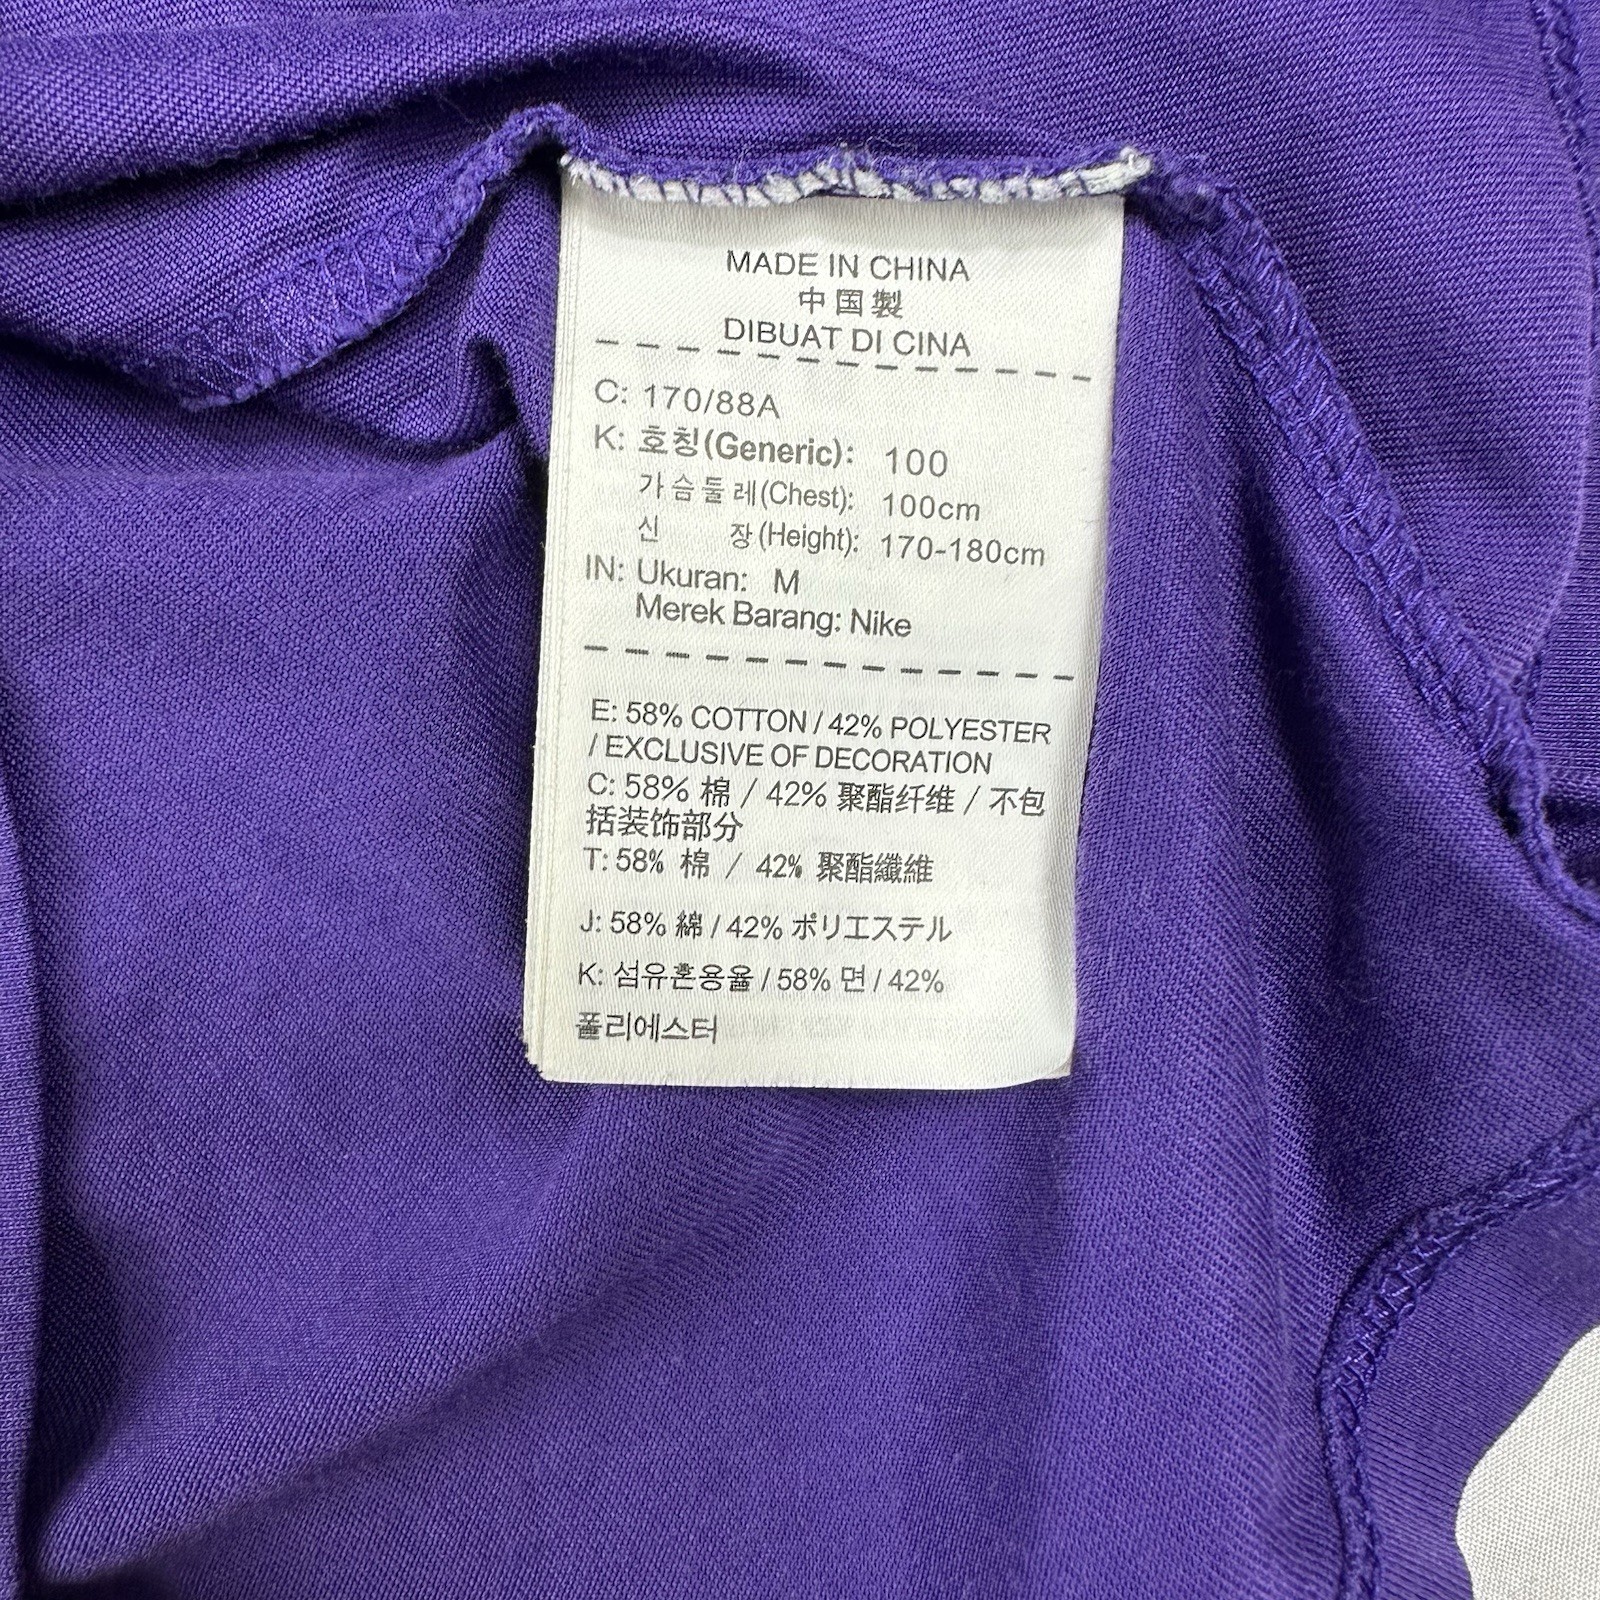 MADE IN CHINA
中国製
DIBUAT DI CINA
C: 170/88A
K: 호칭(Generic): 100
가슴둘레(Chest): 100cm
신 장(Height): 170-180cm
IN: Ukuran: M
Merek Barang: Nike
E: 58% COTTON / 42% POLYESTER
/ EXCLUSIVE OF DECORATION
C: 58% 棉 / 42% 聚酯纤维 / 不包
括装饰部分
T: 58% 棉 / 42% 聚酯纖維
J: 58% 綿 / 42% ポリエステル
K: 섬유혼용율 / 58% 면 / 42%
폴리에스터